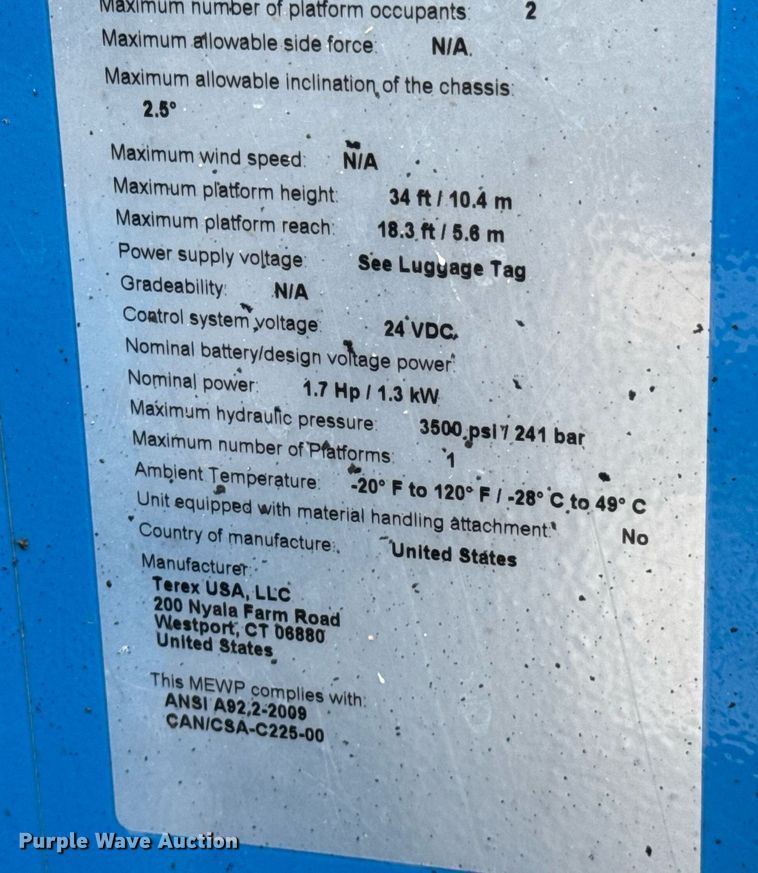 Maximum number of platform occupants: 2
Maximum allowable side force: N/A
Maximum allowable inclination of the chassis:
2.5°
Maximum wind speed: N/A
Maximum platform height: 34 ft / 10.4 m
Maximum platform reach: 18.3 ft / 5.6 m
Power supply voltage: See Luggage Tag
Gradeability: N/A
Control system voltage: 24 VDC
Nominal battery/design voltage power:
Nominal power: 1.7 Hp / 1.3 kW
Maximum hydraulic pressure: 3500 psi / 241 bar
Maximum number of Platforms: 1
Ambient Temperature: -20° F to 120° F / -28° C to 49° C
Unit equipped with material handling attachment: No
Country of manufacture: United States
Manufacturer:
Terex USA, LLC
200 Nyala Farm Road
Westport, CT 06880
United States
This MEWP complies with:
ANSI A92.2-2009
CAN/CSA-C225-00
Purple Wave Auction